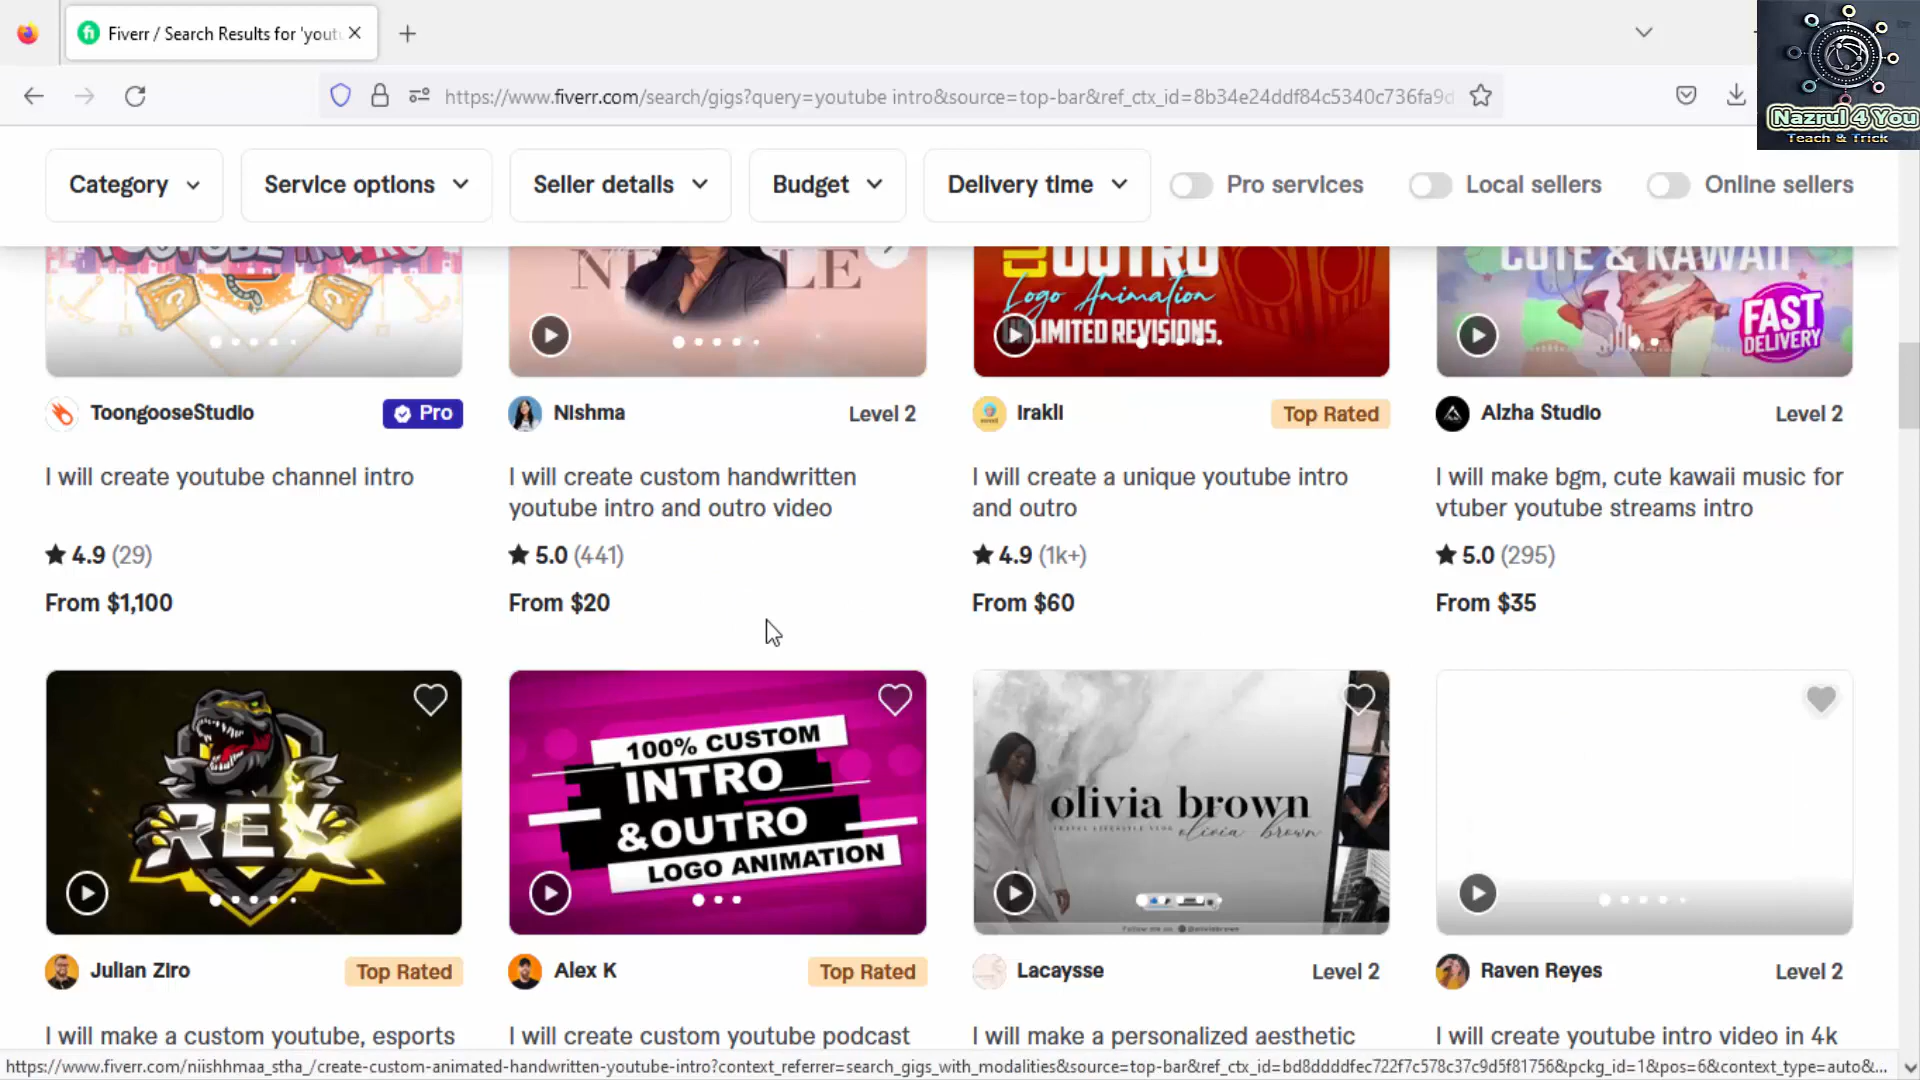 Fiverr / Search Results for 'yout
https://www.fiverr.com/search/gigs?query=youtube intro&source=top-bar&ref_ctx_id=8b34e24ddf84c5340c736fa9d
Nazrul 4 You
Teach & Trick
Category
Service options
Seller details
Budget
Delivery time
Pro services
Local sellers
Online sellers
YOUTUBE INTRO
OUTRO
Logo Animation
UNLIMITED REVISIONS.
CUTE & KAWAII
FAST
DELIVERY
ToongooseStudio
Pro
Nishma
Level 2
Irakli
Top Rated
Alzha Studio
Level 2
I will create youtube channel intro
I will create custom handwritten
youtube intro and outro video
I will create a unique youtube intro
and outro
I will make bgm, cute kawaii music for
vtuber youtube streams intro
4.9 (29)
5.0 (441)
4.9 (1k+)
5.0 (295)
From $1,100
From $20
From $60
From $35
REX
100% CUSTOM
INTRO
&OUTRO
LOGO ANIMATION
olivia brown
olivia brown
Julian Ziro
Top Rated
Alex K
Top Rated
Lacaysse
Level 2
Raven Reyes
Level 2
I will make a custom youtube, esports
I will create custom youtube podcast
I will make a personalized aesthetic
I will create youtube intro video in 4k
https://www.fiverr.com/niishhmaa_stha_/create-custom-animated-handwritten-youtube-intro?context_referrer=search_gigs_with_modalities&source=top-bar&ref_ctx_id=bd8ddddfec722f7c578c37c9d5f81756&pckg_id=1&pos=6&context_type=auto&...